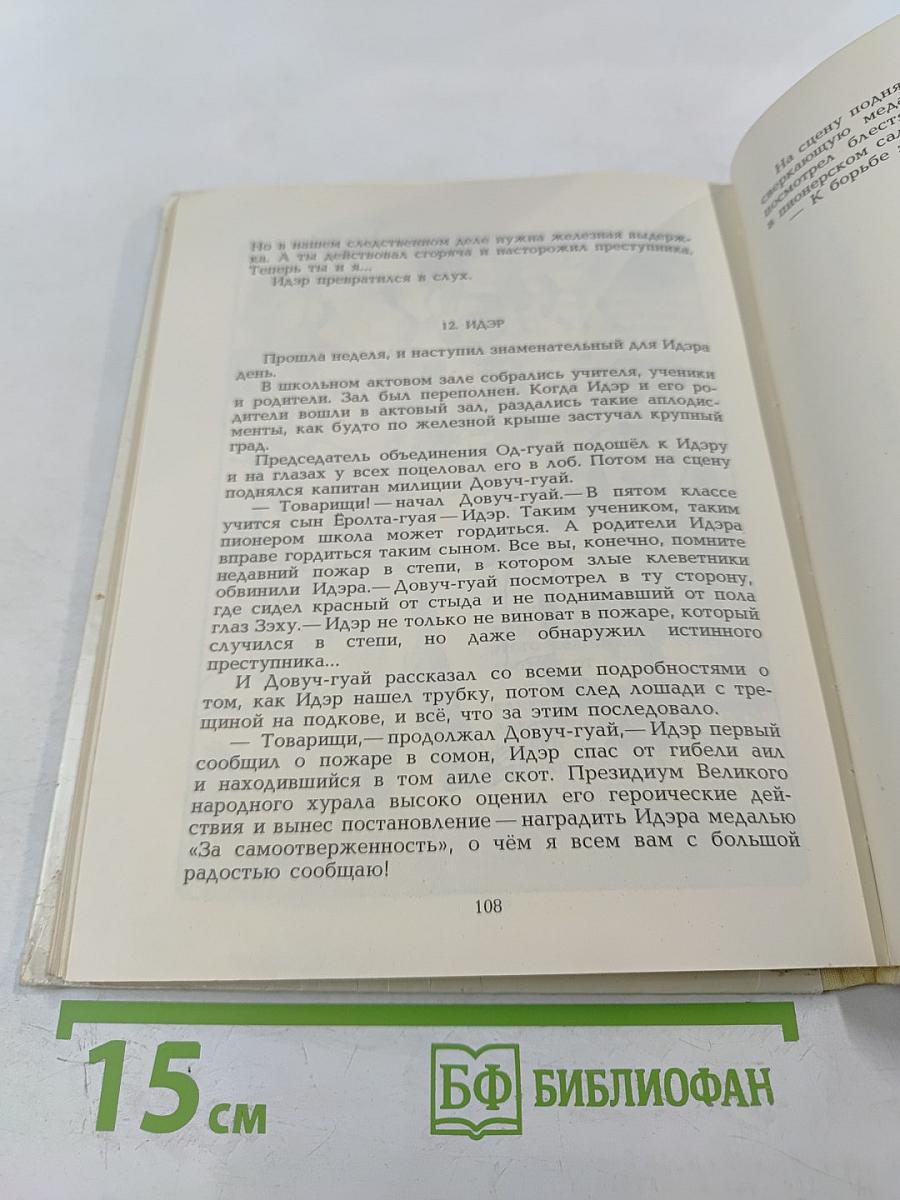 Но в нашем следственном деле нужна железная выдерж-
ка. А ты действовал сгоряча и насторожил преступника.
Теперь ты и я...
Идэр превратился в слух.
12. ИДЭР
Прошла неделя, и наступил знаменательный для Идэра
день.
В школьном актовом зале собрались учителя, ученики
и родители. Зал был переполнен. Когда Идэр и его ро-
дители вошли в актовый зал, раздались такие аплодис-
менты, как будто по железной крыше застучал крупный
град.
Председатель объединения Од-гуай подошёл к Идэру
и на глазах у всех поцеловал его в лоб. Потом на сцену
поднялся капитан милиции Довуч-гуай.
— Товарищи! — начал Довуч-гуай.— В пятом классе
учится сын Ёролта-гуая — Идэр. Таким учеником, таким
пионером школа может гордиться. А родители Идэра
вправе гордиться таким сыном. Все вы, конечно, помните
недавний пожар в степи, в котором злые клеветники
обвинили Идэра.— Довуч-гуай посмотрел в ту сторону,
где сидел красный от стыда и не поднимавший от пола
глаз Зэху.— Идэр не только не виноват в пожаре, который
случился в степи, но даже обнаружил истинного
преступника...
И Довуч-гуай рассказал со всеми подробностями о
том, как Идэр нашел трубку, потом след лошади с тре-
щиной на подкове, и всё, что за этим последовало.
— Товарищи,— продолжал Довуч-гуай,— Идэр первый
сообщил о пожаре в сомон, Идэр спас от гибели аил
и находившийся в том аиле скот. Президиум Великого
народного хурала высоко оценил его героические дей-
ствия и вынес постановление — наградить Идэра медалью
«За самоотверженность», о чём я всем вам с большой
радостью сообщаю!
108
На сцену подня
сверкающую меда
посмотрел блестя
в пионерском сал
— К борьбе з
15 см
БФ БИБЛИОФАН